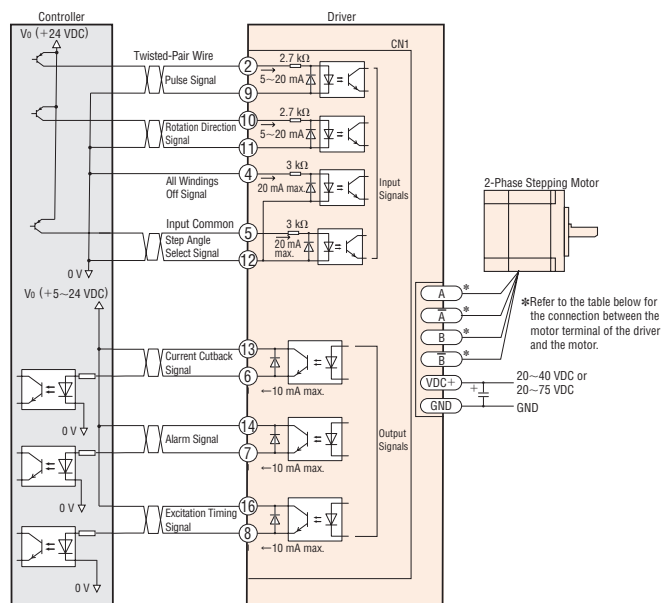 Controller
Driver
V₀ (+24 VDC)
CN1
Twisted-Pair Wire
2
2.7 kΩ
Pulse Signal
5~20 mA
9
10
2.7 kΩ
Rotation Direction
Signal
5~20 mA
11
4
3 kΩ
All Windings
Off Signal
20 mA max.
Input
Signals
2-Phase Stepping Motor
Input Common
5
3 kΩ
Step Angle
Select Signal
20 mA
max.
12
0 V
V₀ (+5~24 VDC)
A *
A̅ *
B *
B̅ *
*Refer to the table below for
the connection between the
motor terminal of the driver
and the motor.
VDC+
+
20~40 VDC or
20~75 VDC
GND
GND
13
Current Cutback
Signal
6
←10 mA max.
0 V
14
Alarm Signal
7
←10 mA max.
Output
Signals
0 V
16
Excitation Timing
Signal
8
←10 mA max.
0 V